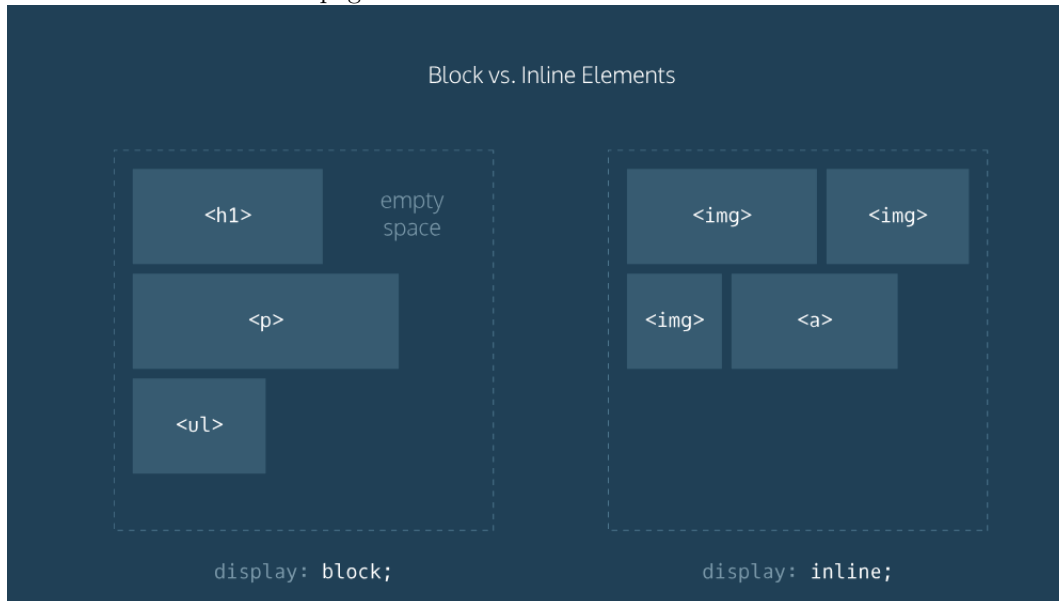 Block vs. Inline Elements
<h1>
empty
space
<p>
<ul>
display: block;
<img>
<img>
<img>
<a>
display: inline;